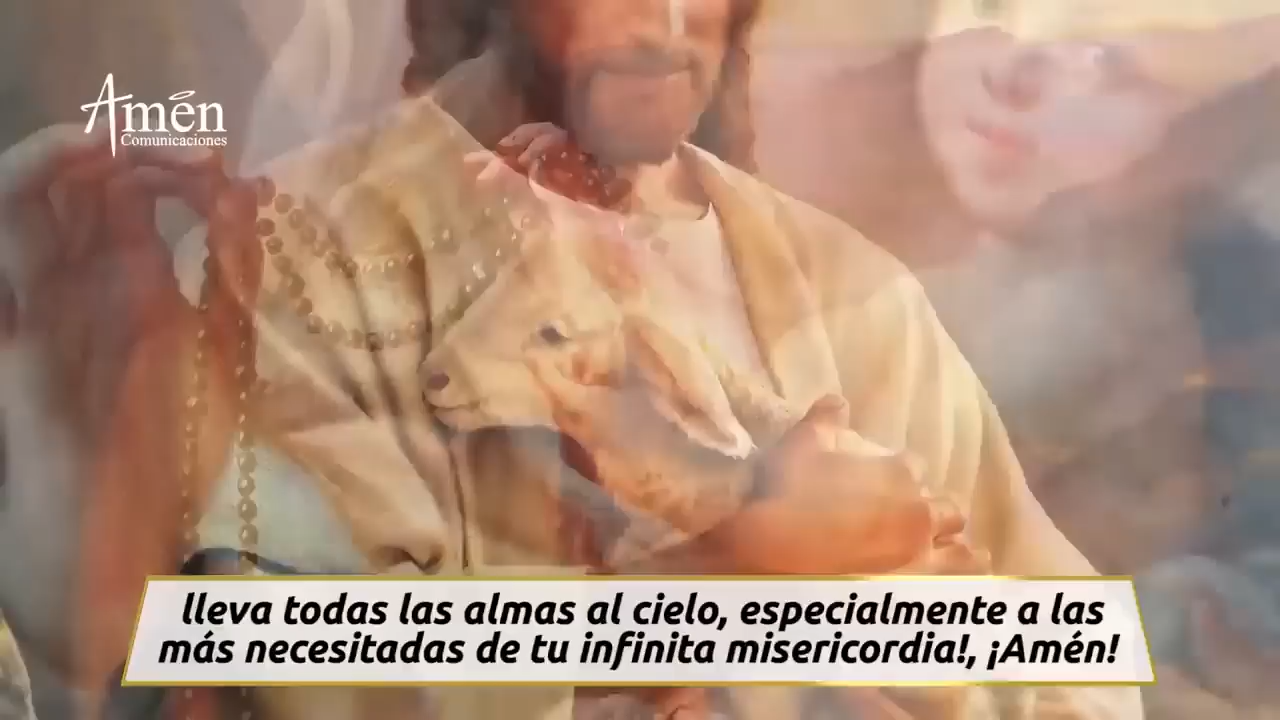 Amén
Comunicaciones
lleva todas las almas al cielo, especialmente a las
más necesitadas de tu infinita misericordia!, ¡Amén!